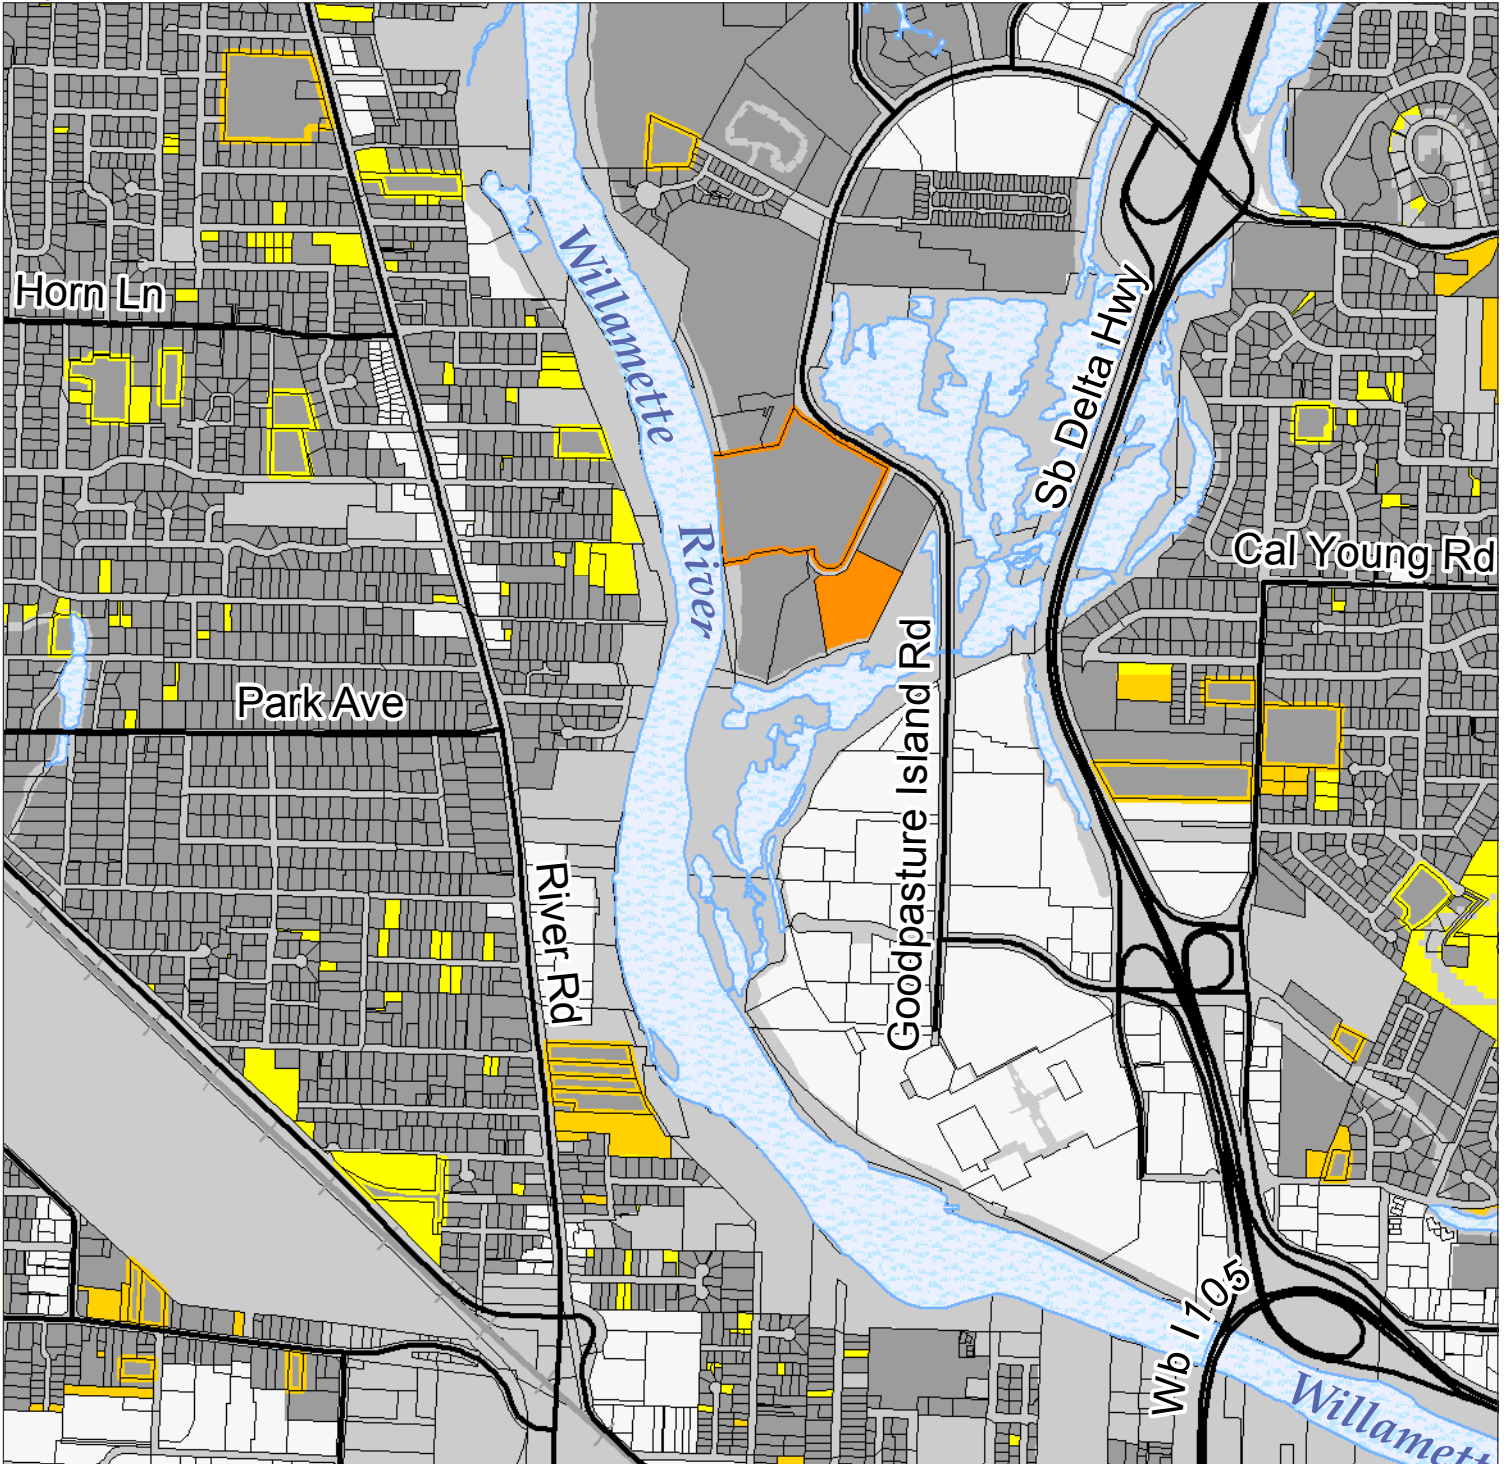 Horn Ln
Willamette
River
Sb Delta Hwy
Cal Young Rd
Park Ave
Goodpasture Island Rd
River Rd
Wb I 105
Willamett